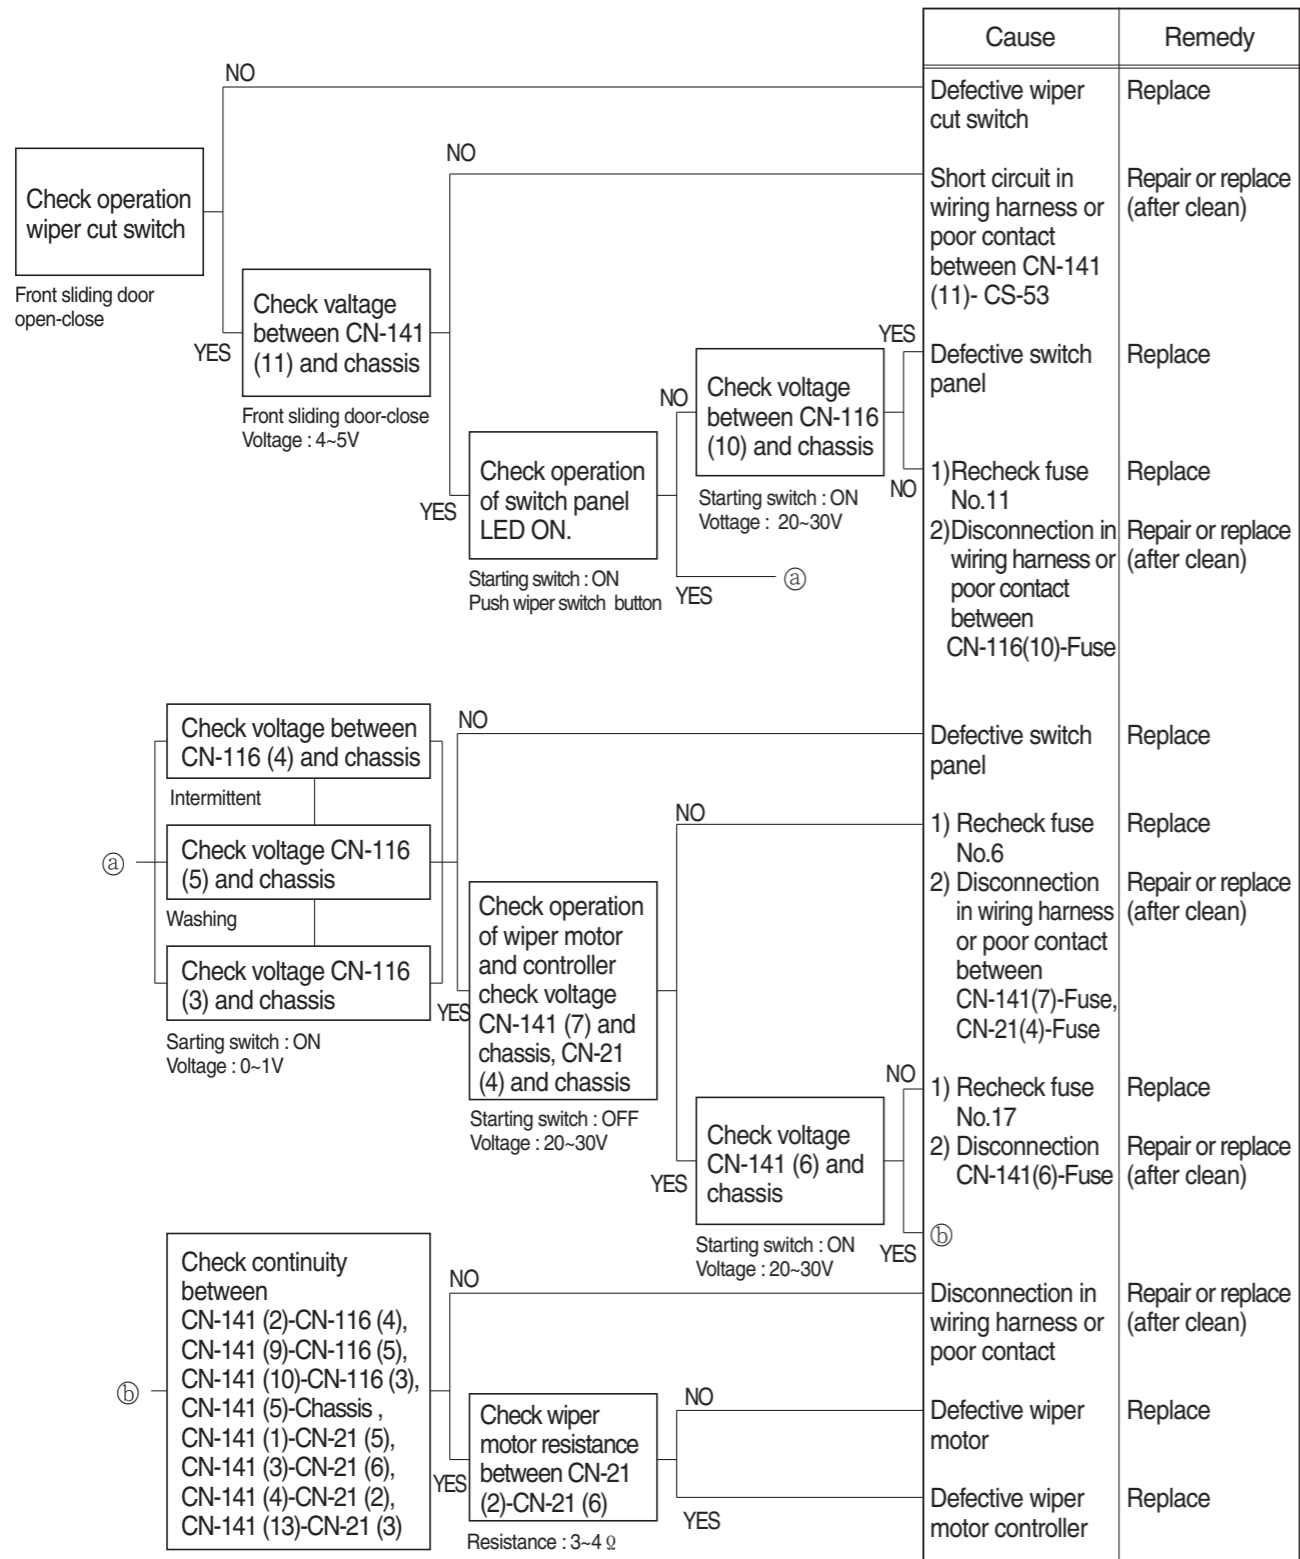 Cause
Remedy
NO
Defective wiper
cut switch
Replace
Check operation
wiper cut switch
Front sliding door
open-close
YES
NO
Short circuit in
wiring harness or
poor contact
between CN-141
(11)- CS-53
Repair or replace
(after clean)
Check valtage
between CN-141
(11) and chassis
Front sliding door-close
Voltage : 4~5V
YES
Check operation
of switch panel
LED ON.
Starting switch : ON
Push wiper switch button
NO
YES
ⓐ
Check voltage
between CN-116
(10) and chassis
Starting switch : ON
Vottage : 20~30V
YES
Defective switch
panel
Replace
NO
1)Recheck fuse
No.11
Replace
2)Disconnection in
wiring harness or
poor contact
between
CN-116(10)-Fuse
Repair or replace
(after clean)
ⓐ
Check voltage between
CN-116 (4) and chassis
Intermittent
Check voltage CN-116
(5) and chassis
Washing
Check voltage CN-116
(3) and chassis
Sarting switch : ON
Voltage : 0~1V
NO
Defective switch
panel
Replace
YES
Check operation
of wiper motor
and controller
check voltage
CN-141 (7) and
chassis, CN-21
(4) and chassis
Starting switch : OFF
Voltage : 20~30V
NO
1) Recheck fuse
No.6
Replace
2) Disconnection
in wiring harness
or poor contact
between
CN-141(7)-Fuse,
CN-21(4)-Fuse
Repair or replace
(after clean)
YES
Check voltage
CN-141 (6) and
chassis
Starting switch : ON
Voltage : 20~30V
NO
1) Recheck fuse
No.17
Replace
2) Disconnection
CN-141(6)-Fuse
Repair or replace
(after clean)
YES
ⓑ
ⓑ
Check continuity
between
CN-141 (2)-CN-116 (4),
CN-141 (9)-CN-116 (5),
CN-141 (10)-CN-116 (3),
CN-141 (5)-Chassis ,
CN-141 (1)-CN-21 (5),
CN-141 (3)-CN-21 (6),
CN-141 (4)-CN-21 (2),
CN-141 (13)-CN-21 (3)
NO
Disconnection in
wiring harness or
poor contact
Repair or replace
(after clean)
YES
Check wiper
motor resistance
between CN-21
(2)-CN-21 (6)
Resistance : 3~4 Ω
NO
Defective wiper
motor
Replace
YES
Defective wiper
motor controller
Replace